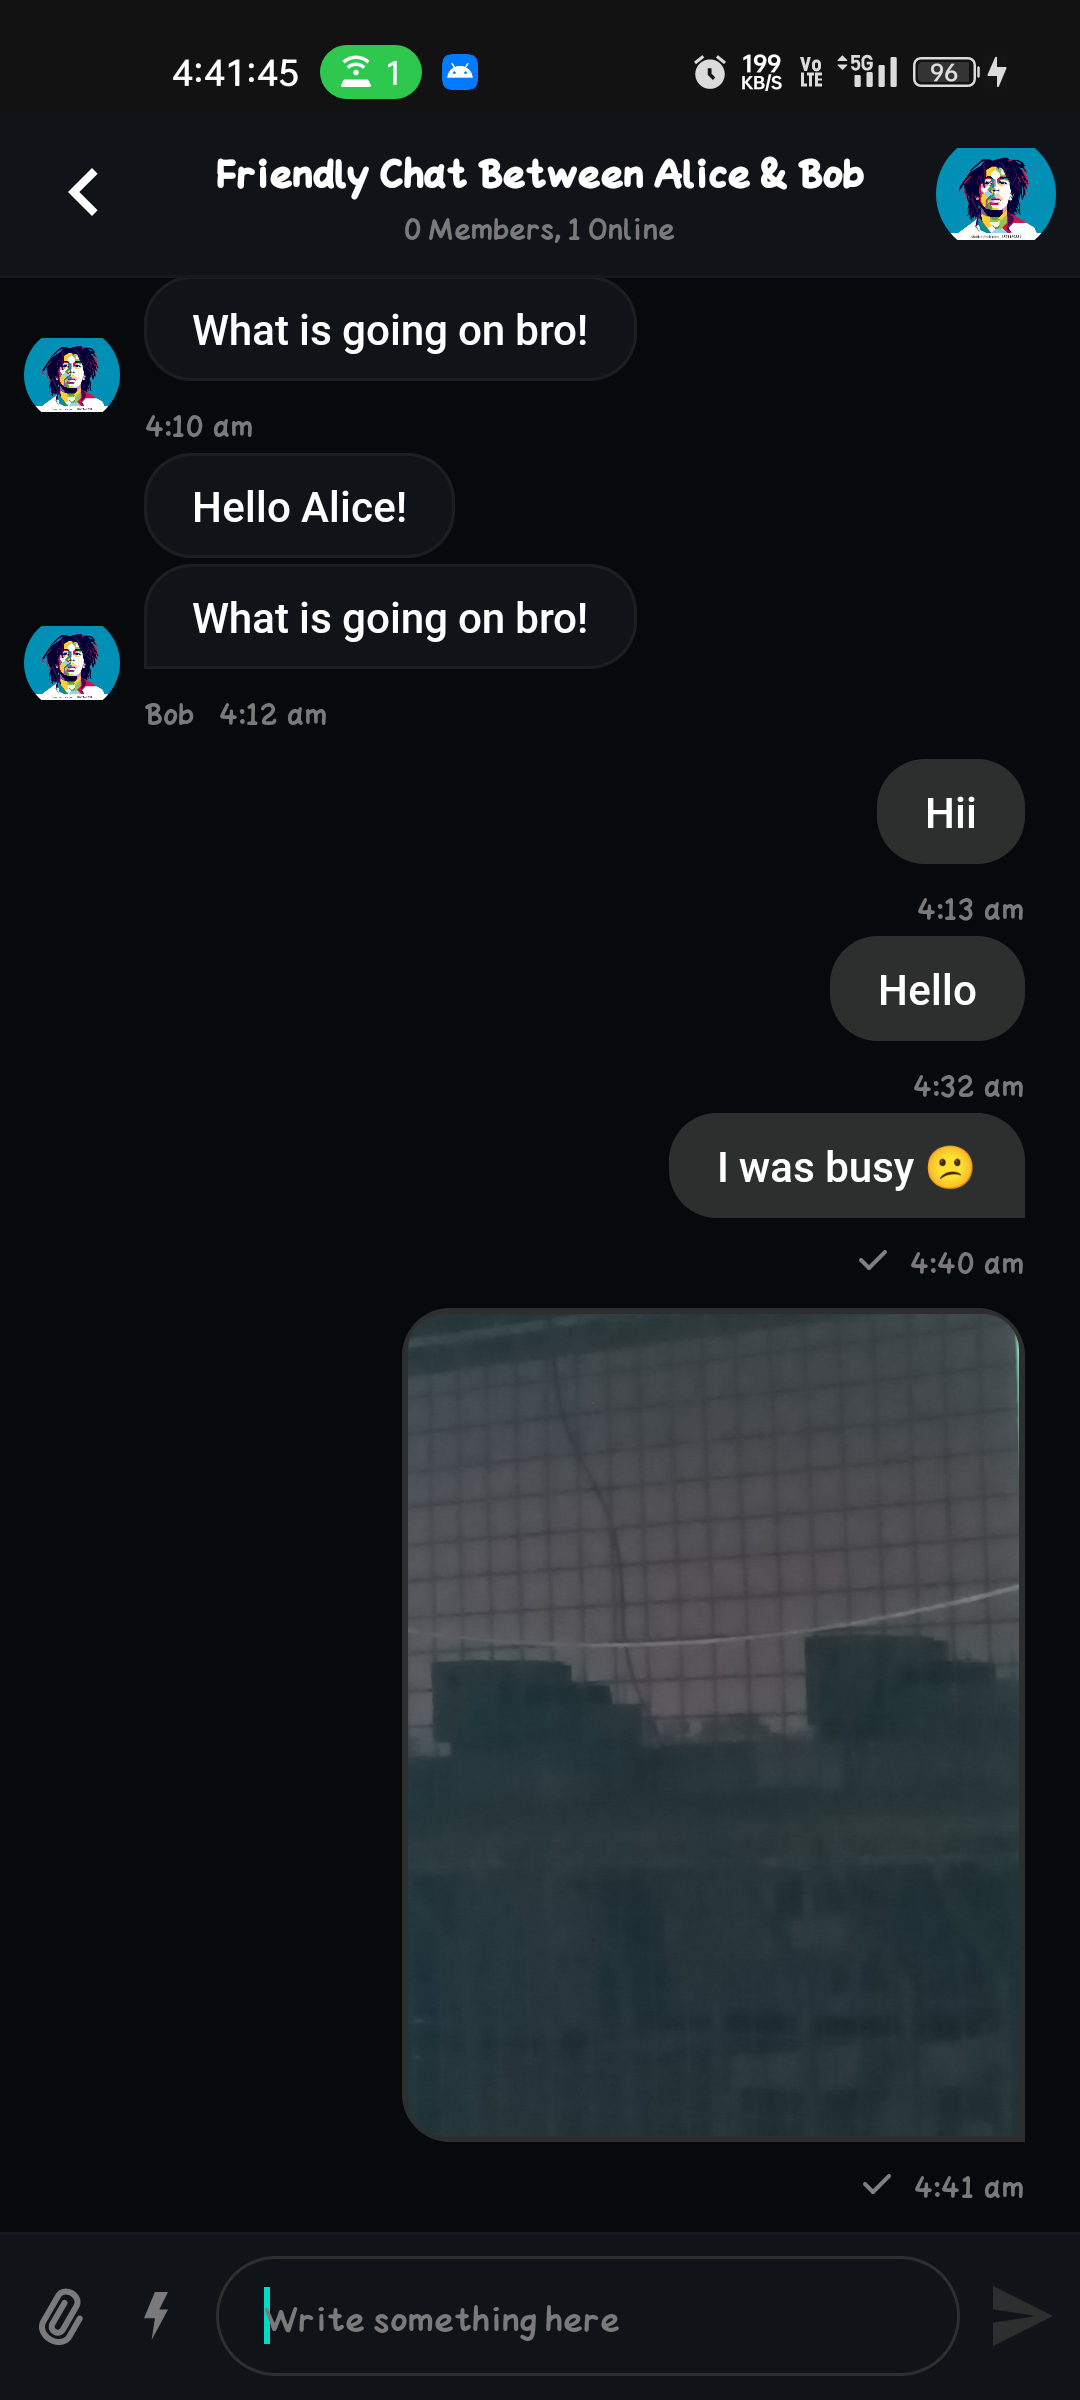 4:41:45 1 199 KB/S Vo LTE 5G 96
Friendly Chat Between Alice & Bob
0 Members, 1 Online
What is going on bro!
4:10 am
Hello Alice!
What is going on bro!
Bob 4:12 am
Hii
4:13 am
Hello
4:32 am
I was busy 😕
4:40 am
4:41 am
Write something here